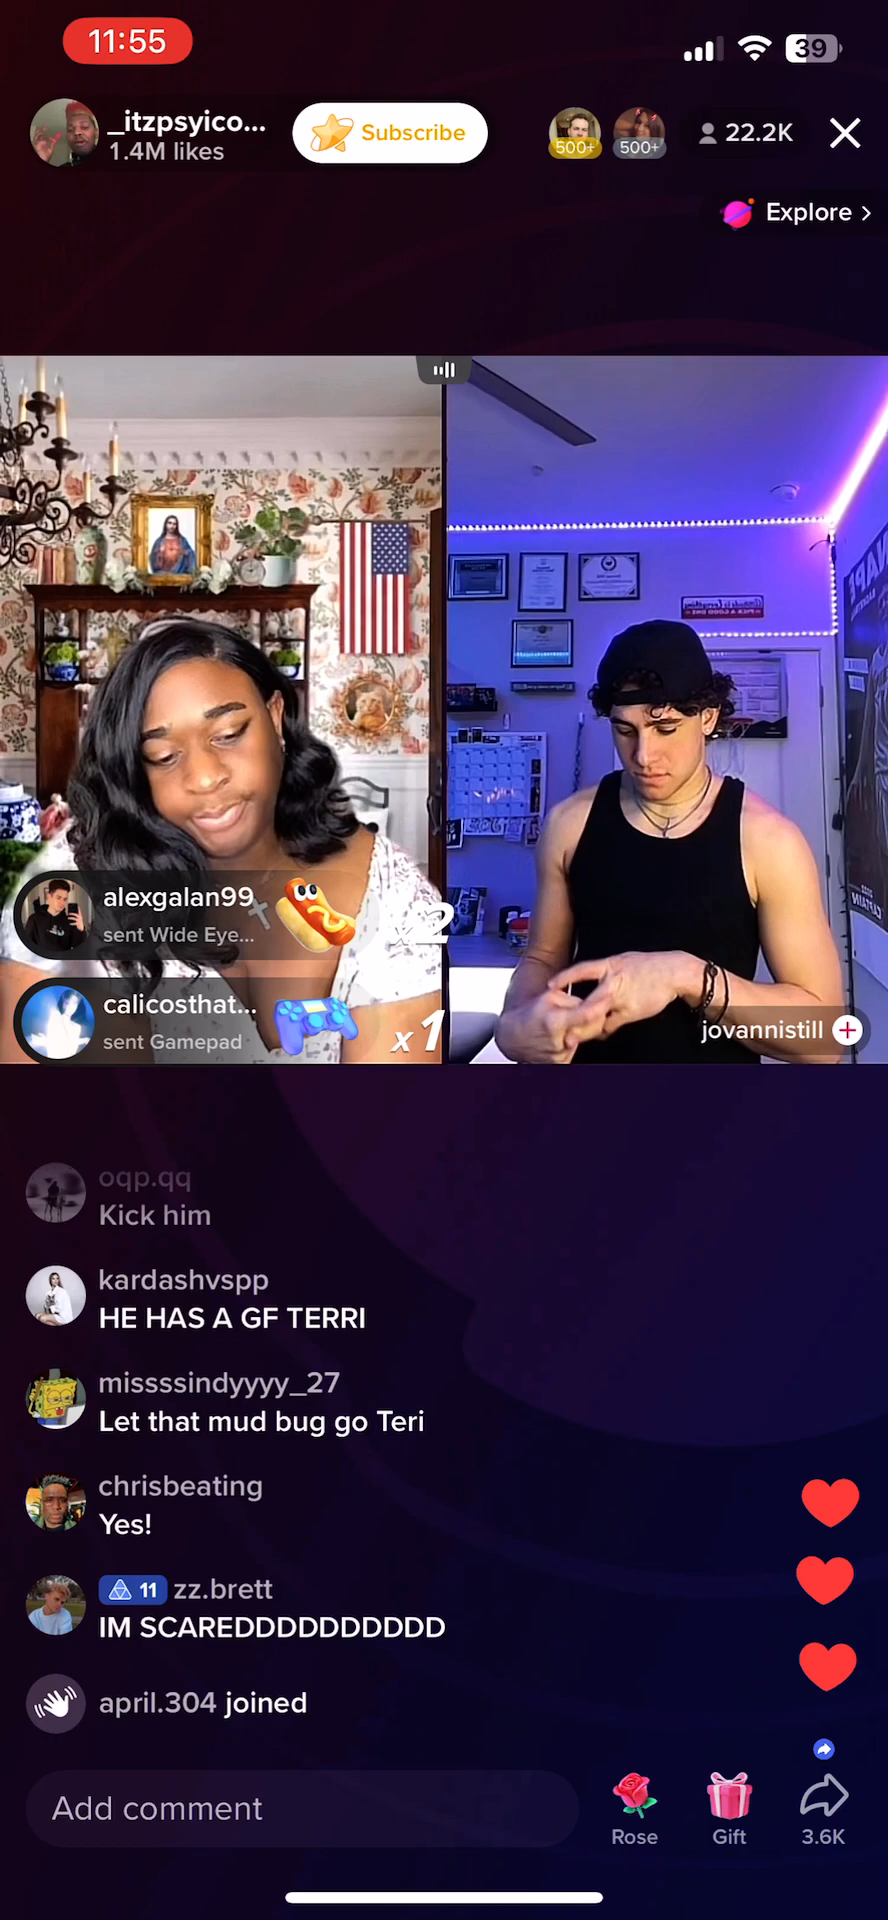 11:55
39
_itzpsyico...
1.4M likes
Subscribe
500+
500+
22.2K
Explore >
alexgalan99
sent Wide Eye...
x2
calicosthat...
sent Gamepad
x1
jovannistill
oqp.qq
Kick him
kardashvspp
HE HAS A GF TERRI
missssindyyyy_27
Let that mud bug go Teri
chrisbeating
Yes!
11 zz.brett
IM SCAREDDDDDDDDDD
april.304 joined
Add comment
Rose
Gift
3.6K